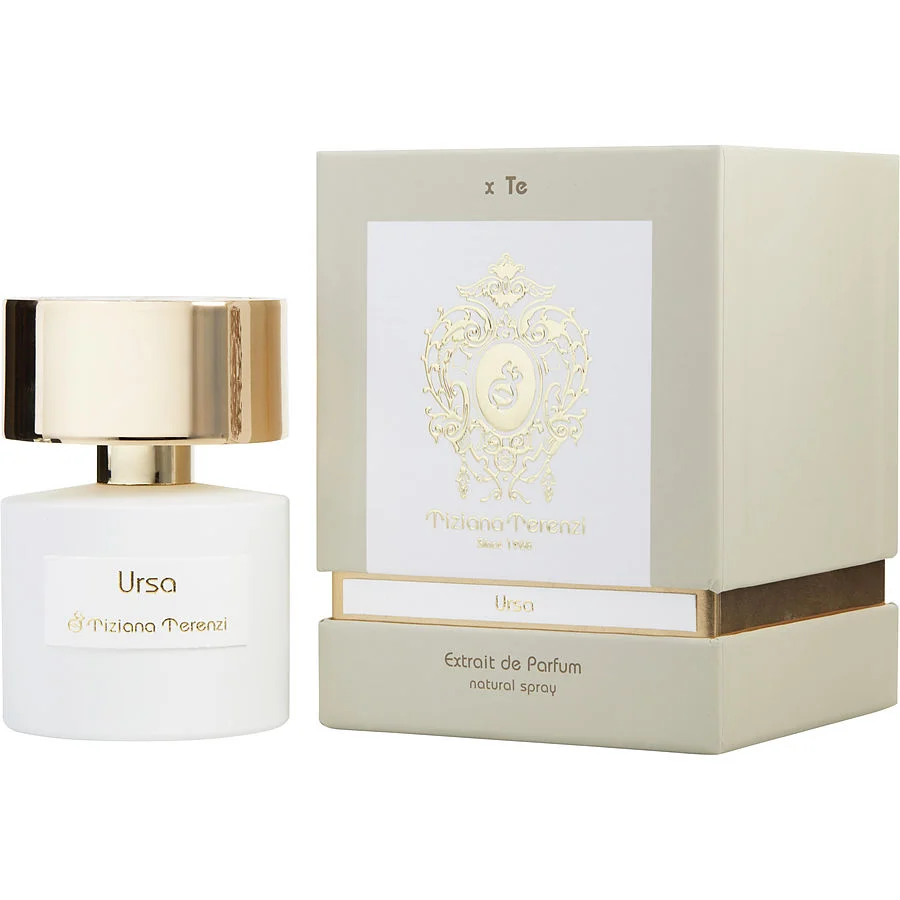 x Te
Tiziana Terenzi
Since 1968
Ursa
Extrait de Parfum
natural spray
Ursa
Tiziana Terenzi